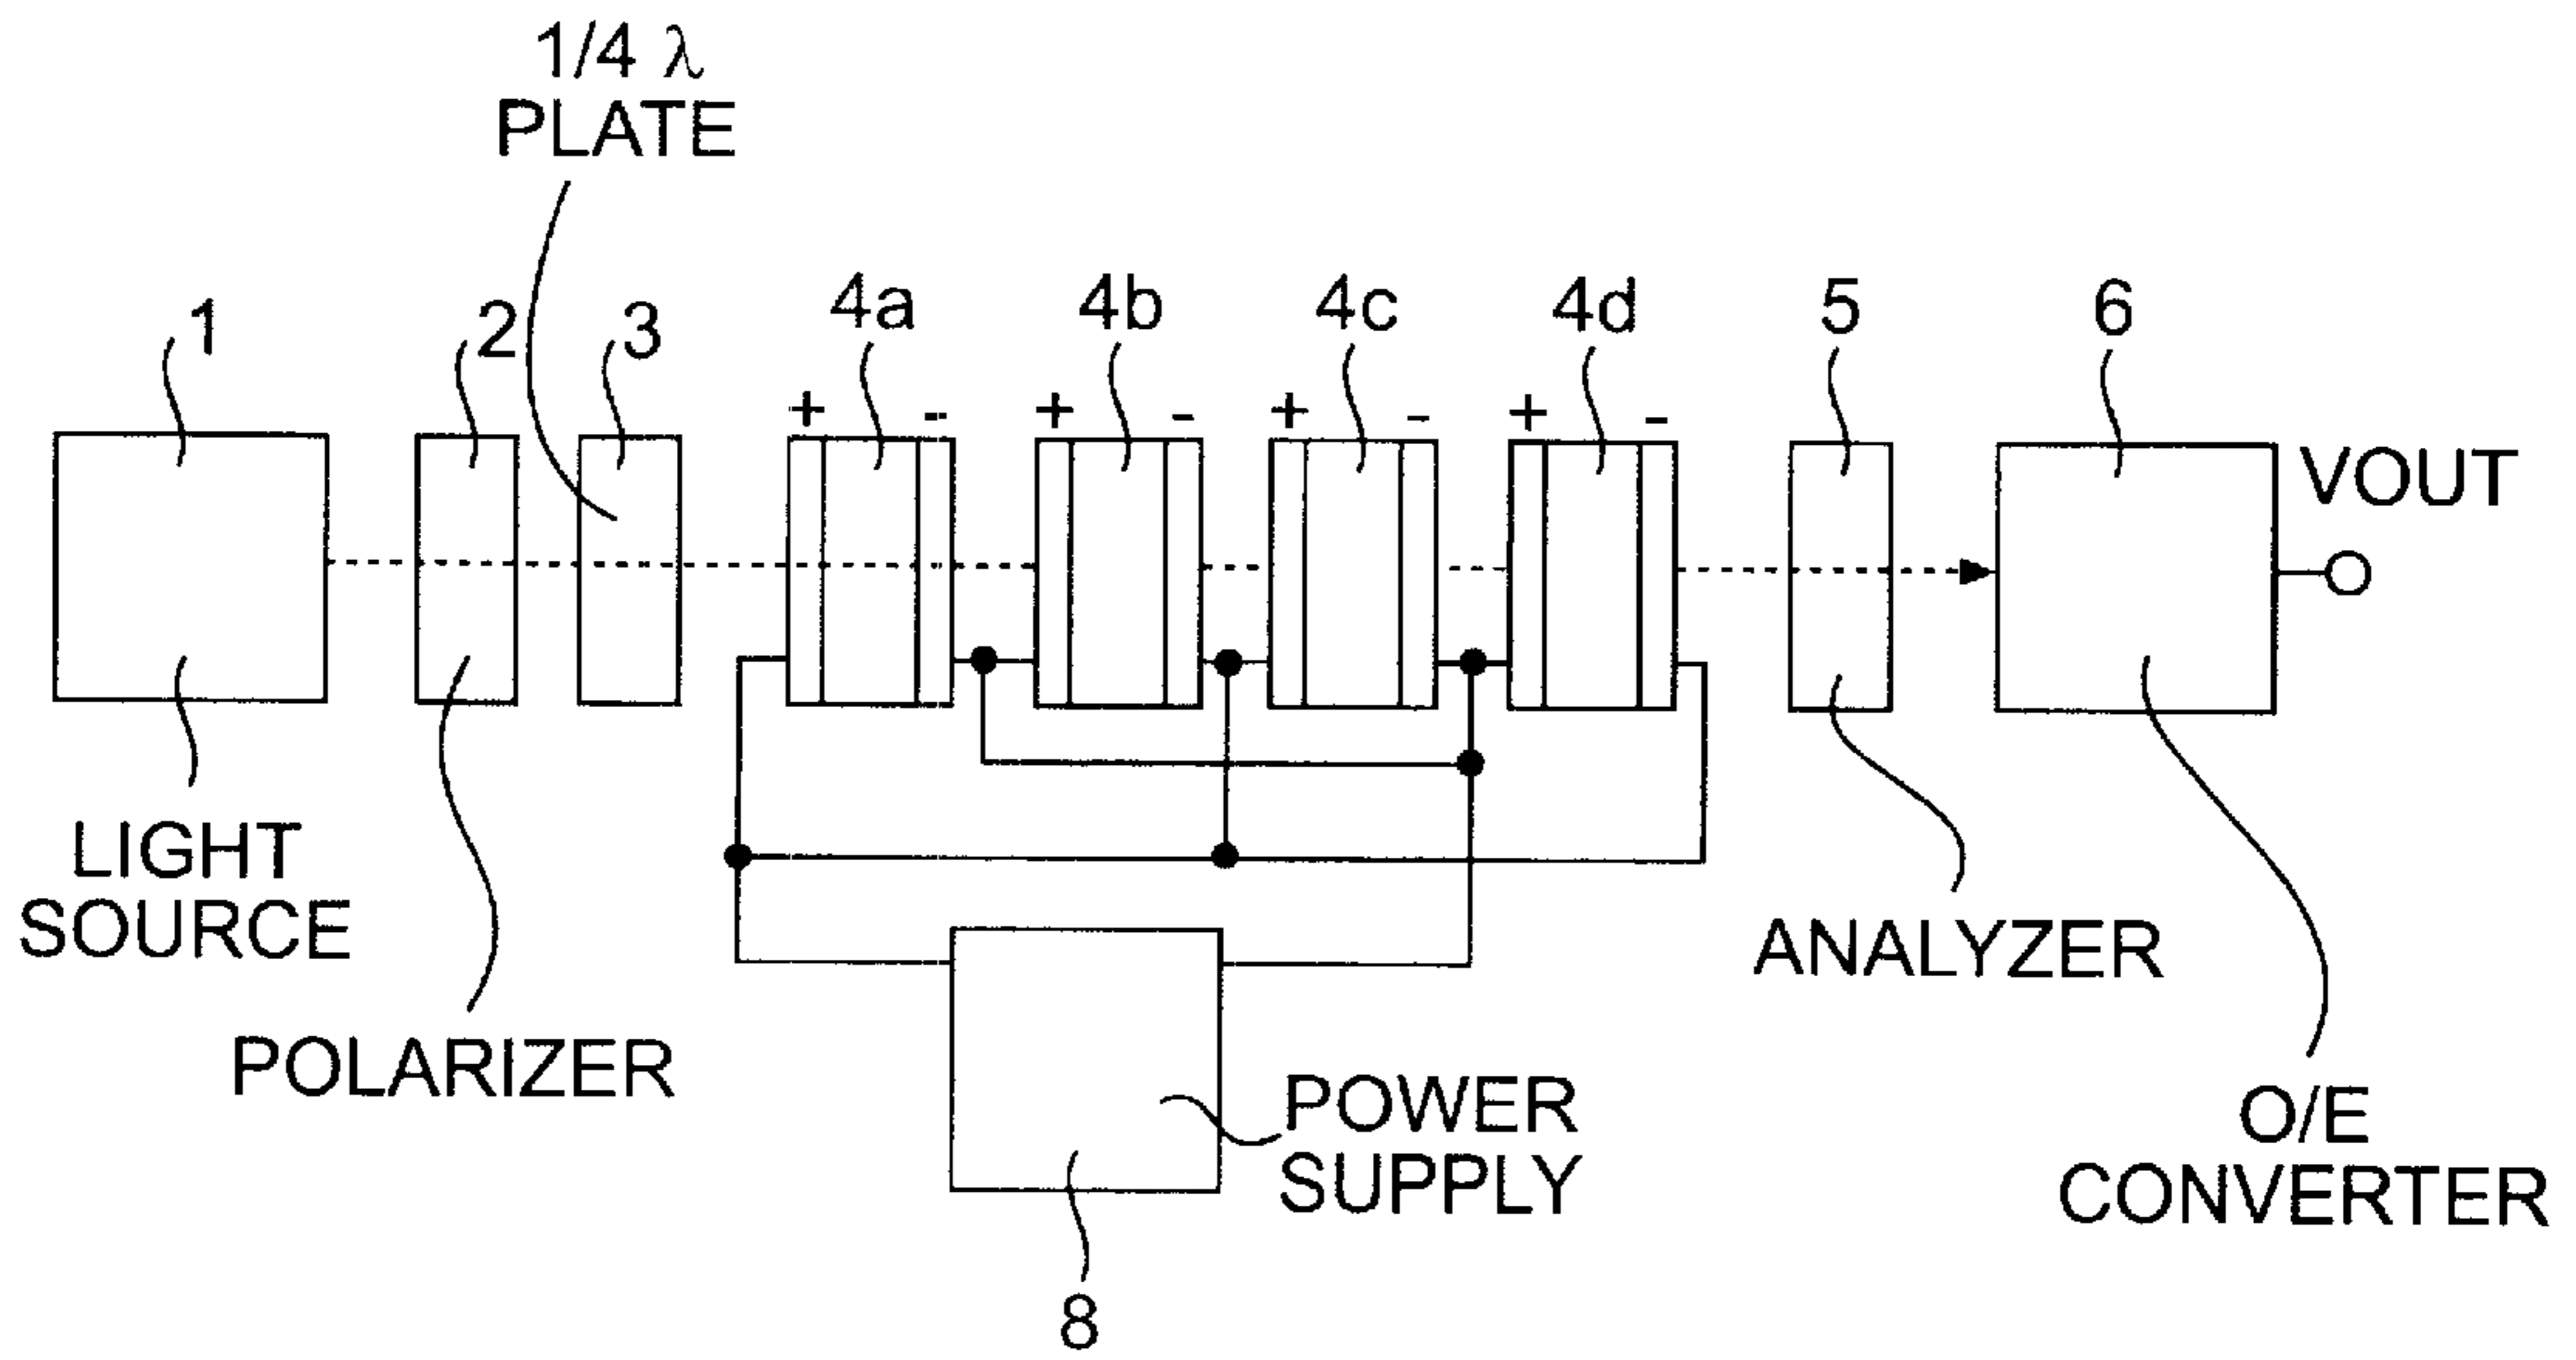 1/4 λ
PLATE
1
2
3
4a
4b
4c
4d
5
6
+
-
+
-
+
-
+
-
VOUT
LIGHT
SOURCE
POLARIZER
ANALYZER
POWER
SUPPLY
O/E
CONVERTER
8